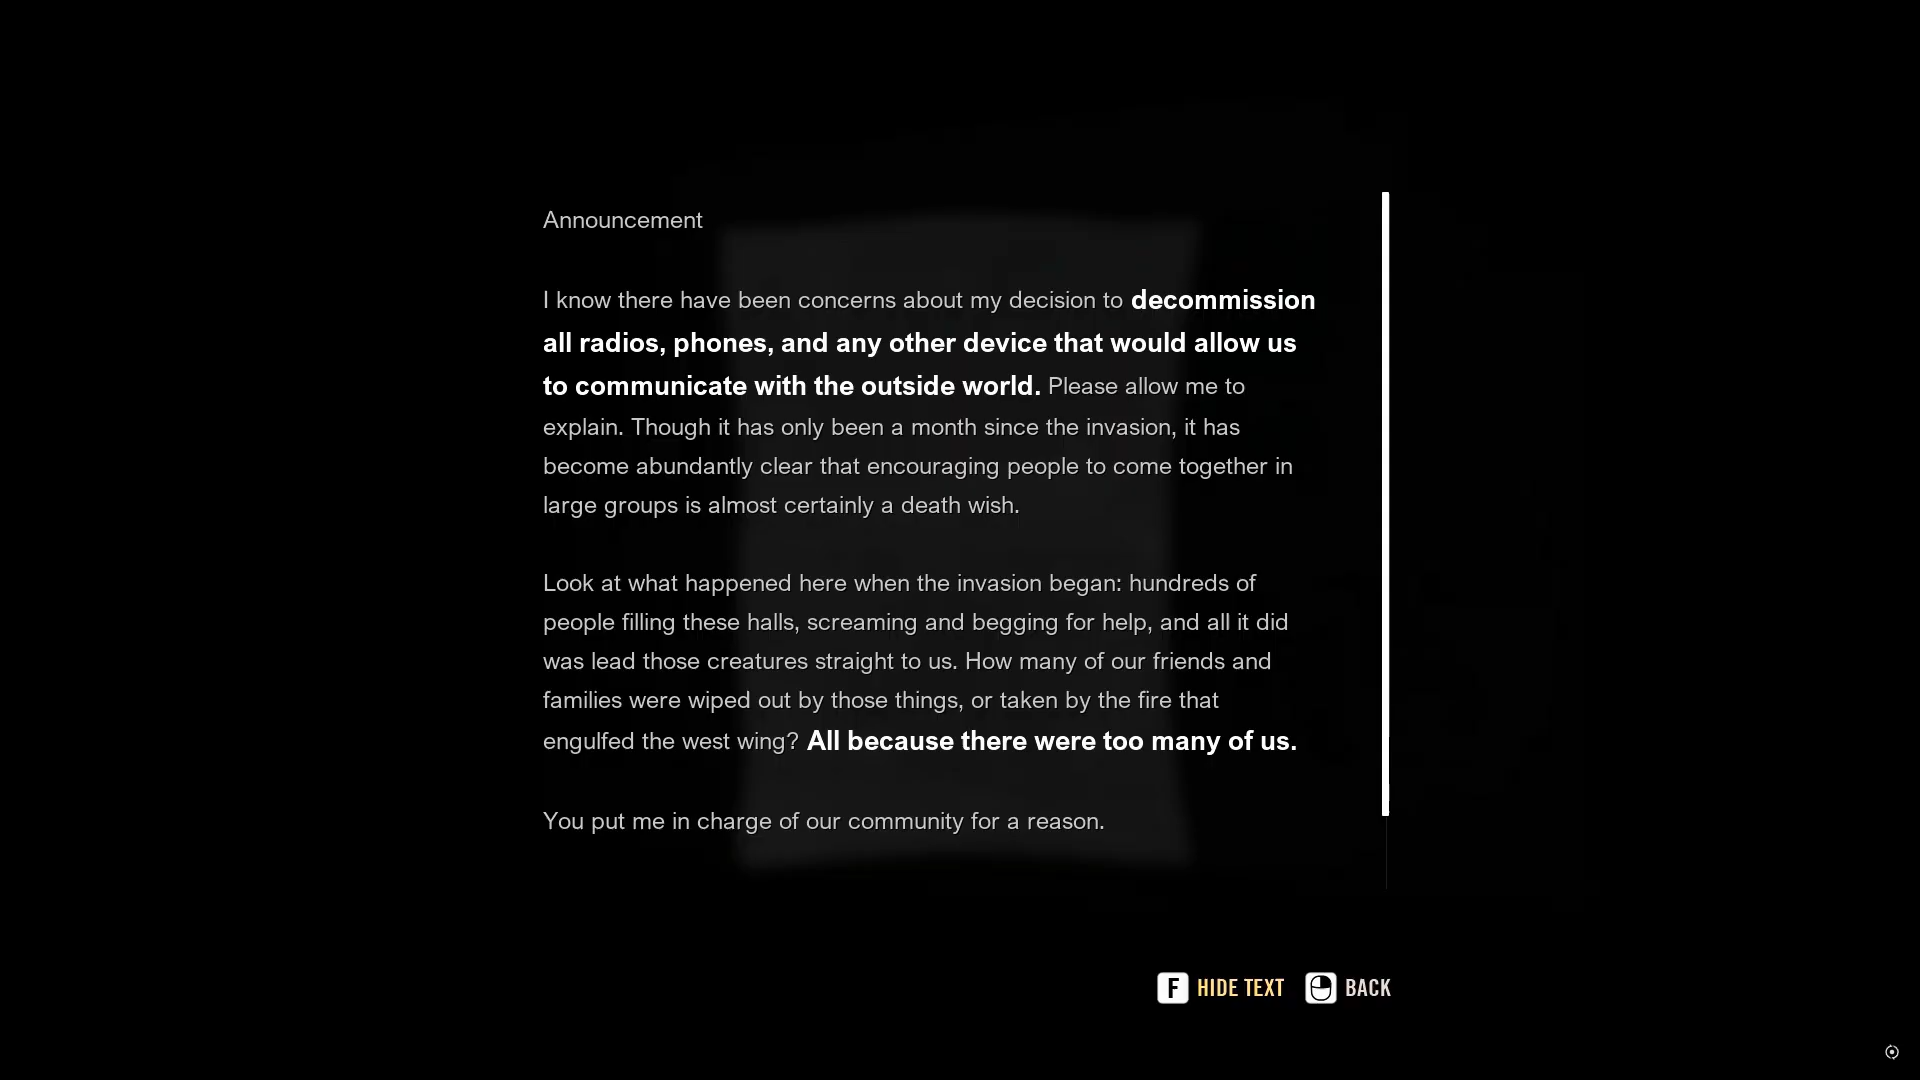 Announcement
I know there have been concerns about my decision to decommission
all radios, phones, and any other device that would allow us
to communicate with the outside world. Please allow me to
explain. Though it has only been a month since the invasion, it has
become abundantly clear that encouraging people to come together in
large groups is almost certainly a death wish.
Look at what happened here when the invasion began: hundreds of
people filling these halls, screaming and begging for help, and all it did
was lead those creatures straight to us. How many of our friends and
families were wiped out by those things, or taken by the fire that
engulfed the west wing? All because there were too many of us.
You put me in charge of our community for a reason.
F HIDE TEXT BACK